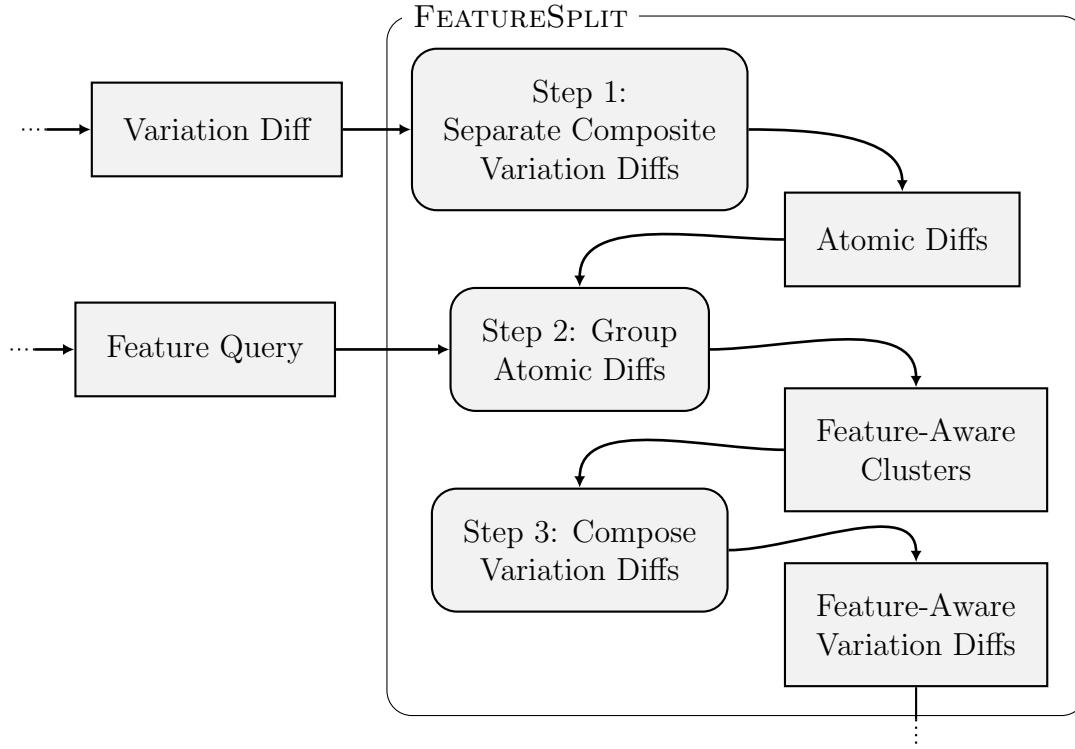 FEATURESPLIT
Variation Diff
Step 1:
Separate Composite
Variation Diffs
Atomic Diffs
Feature Query
Step 2: Group
Atomic Diffs
Feature-Aware
Clusters
Step 3: Compose
Variation Diffs
Feature-Aware
Variation Diffs